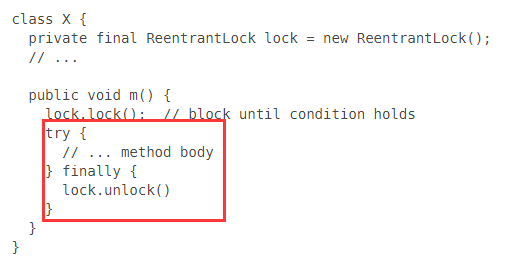 class X {
  private final ReentrantLock lock = new ReentrantLock();
  // ...

  public void m() {
    lock.lock();  // block until condition holds
    try {
      // ... method body
    } finally {
      lock.unlock()
    }
  }
}